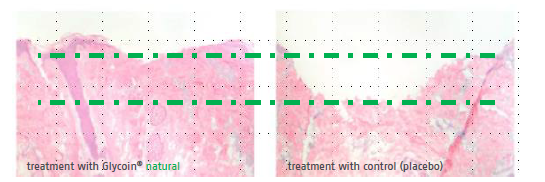 treatment with Glycoin® natural
treatment with control (placebo)